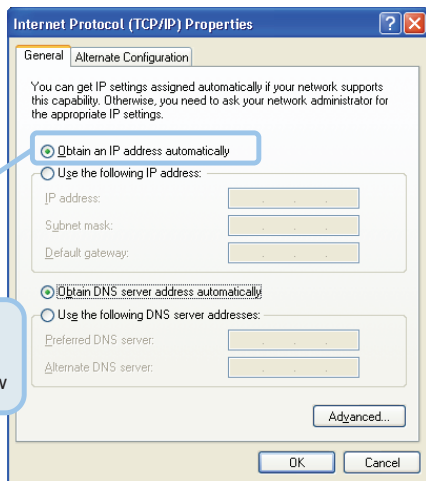 Internet Protocol (TCP/IP) Properties
General
Alternate Configuration
You can get IP settings assigned automatically if your network supports
this capability. Otherwise, you need to ask your network administrator for
the appropriate IP settings.
Obtain an IP address automatically
Use the following IP address:
IP address:
Subnet mask:
Default gateway:
Obtain DNS server address automatically
Use the following DNS server addresses:
Preferred DNS server:
Alternate DNS server:
Advanced...
OK
Cancel